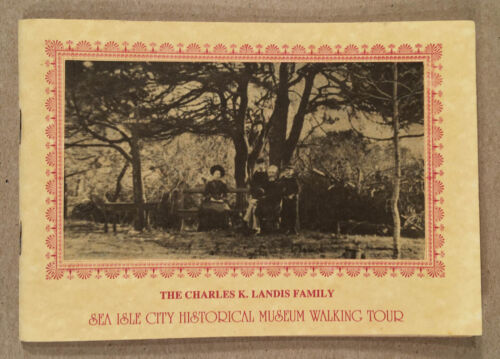 THE CHARLES K. LANDIS FAMILY
SEA ISLE CITY HISTORICAL MUSEUM WALKING TOUR